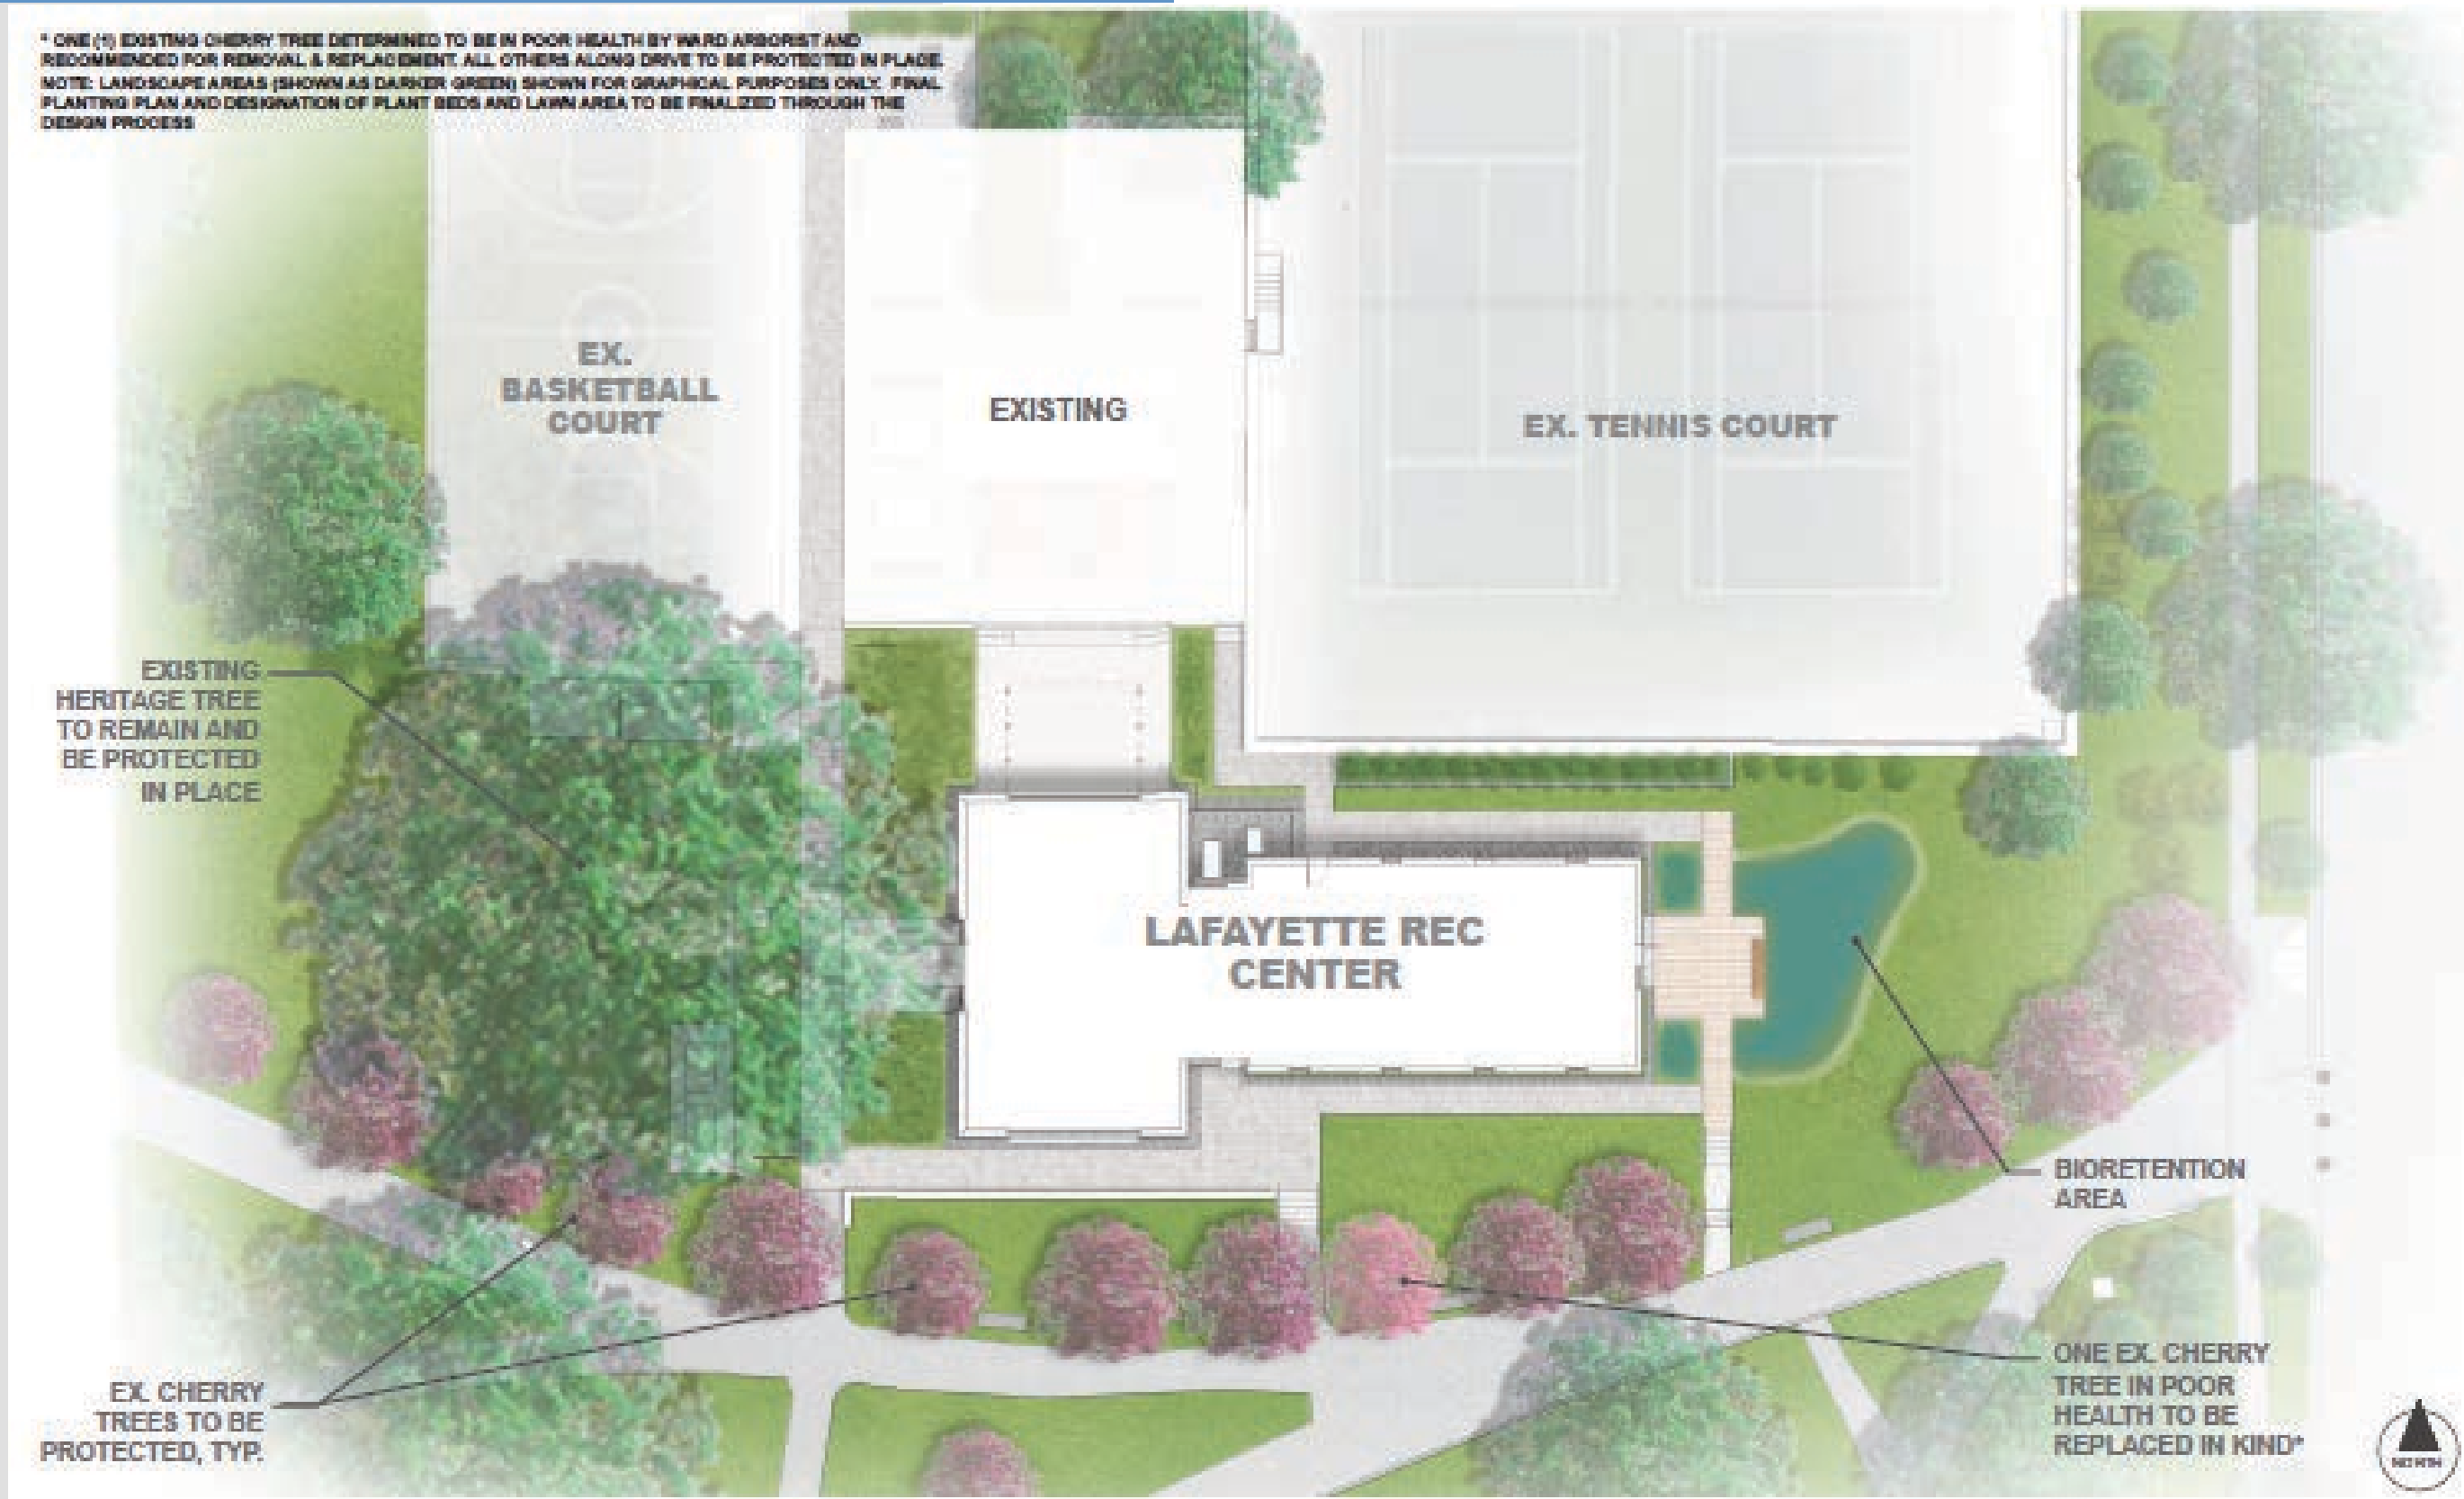 * ONE (1) EXISTING CHERRY TREE DETERMINED TO BE IN POOR HEALTH BY WARD ARBORIST AND
RECOMMENDED FOR REMOVAL & REPLACEMENT. ALL OTHERS ALONG DRIVE TO BE PROTECTED IN PLACE.
NOTE: LANDSCAPE AREAS (SHOWN AS DARKER GREEN) SHOWN FOR GRAPHICAL PURPOSES ONLY. FINAL
PLANTING PLAN AND DESIGNATION OF PLANT BEDS AND LAWN AREA TO BE FINALIZED THROUGH THE
DESIGN PROCESS
EX.
BASKETBALL
COURT
EXISTING
EX. TENNIS COURT
EXISTING
HERITAGE TREE
TO REMAIN AND
BE PROTECTED
IN PLACE
LAFAYETTE REC
CENTER
BIORETENTION
AREA
EX. CHERRY
TREES TO BE
PROTECTED, TYP.
ONE EX. CHERRY
TREE IN POOR
HEALTH TO BE
REPLACED IN KIND*
NORTH